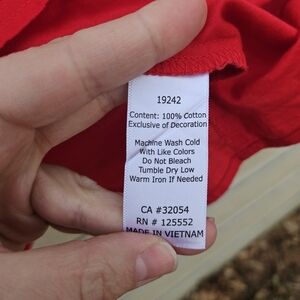 19242
Content: 100% Cotton
Exclusive of Decoration
Machine Wash Cold
With Like Colors
Do Not Bleach
Tumble Dry Low
Warm Iron If Needed
CA #32054
RN # 125552
MADE IN VIETNAM